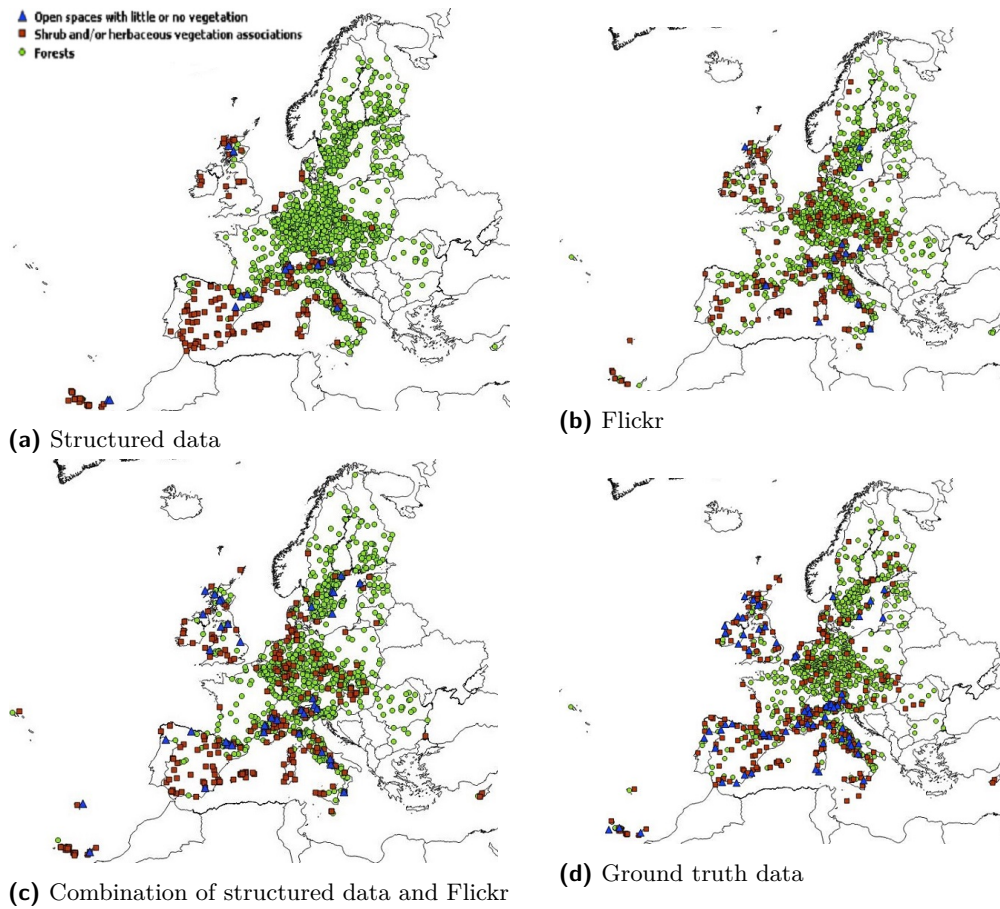 Open spaces with little or no vegetation
Shrub and/or herbaceous vegetation associations
Forests
(a) Structured data
(b) Flickr
(c) Combination of structured data and Flickr
(d) Ground truth data